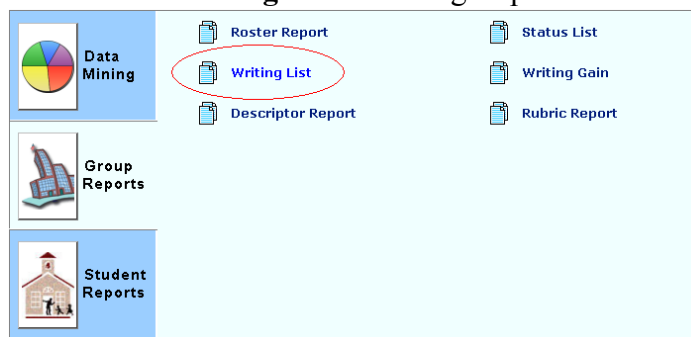 Data
Mining
Group
Reports
Student
Reports
Roster Report
Status List
Writing List
Writing Gain
Descriptor Report
Rubric Report